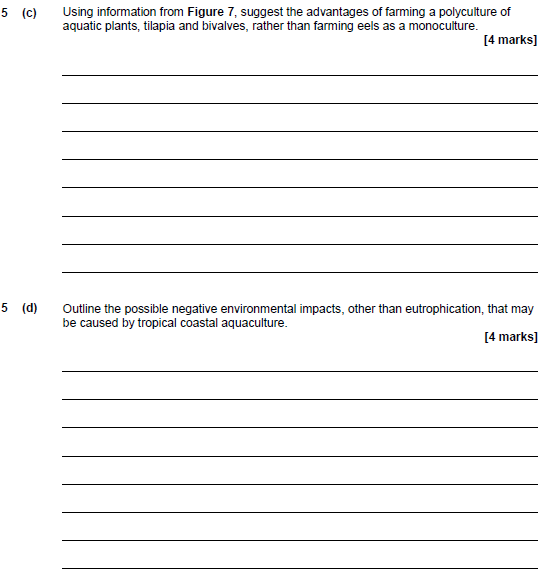 5 (c) Using information from Figure 7, suggest the advantages of farming a polyculture of
aquatic plants, tilapia and bivalves, rather than farming eels as a monoculture.
[4 marks]
5 (d) Outline the possible negative environmental impacts, other than eutrophication, that may
be caused by tropical coastal aquaculture.
[4 marks]